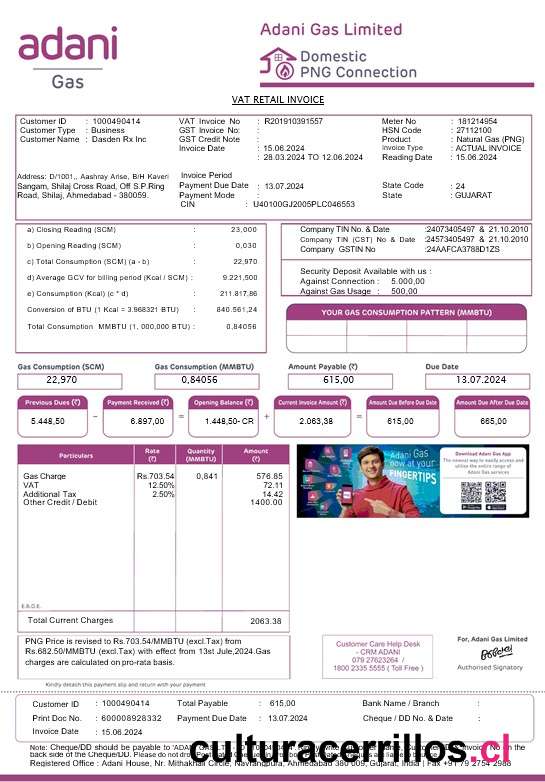 adani
Gas
Adani Gas Limited
Domestic
PNG Connection
VAT RETAIL INVOICE
Customer ID : 1000490414
Customer Type : Business
Customer Name : Dasden Rx Inc
Address: D/1001,, Aashray Arise, B/H Kaveri
Sangam, Shilaj Cross Road, Off S.P.Ring
Road, Shilaj, Ahmedabad - 380059.
VAT Invoice No : R201910391557
GST Invoice No: :
GST Credit Note :
Invoice Date : 15.06.2024
: 28.03.2024 TO 12.06.2024
Invoice Period
Payment Due Date : 13.07.2024
Payment Mode :
CIN : U40100GJ2005PLC046553
Meter No : 181214954
HSN Code : 27112100
Product : Natural Gas (PNG)
Invoice Type : ACTUAL INVOICE
Reading Date : 15.06.2024
State Code : 24
State : GUJARAT
a) Closing Reading (SCM) : 23,000
b) Opening Reading (SCM) : 0,030
c) Total Consumption (SCM) (a - b) : 22,970
d) Average GCV for billing period (Kcal / SCM) : 9.221,500
e) Consumption (Kcal) (c * d) : 211.817,86
Conversion of BTU (1 Kcal = 3.968321 BTU) : 840.561,24
Total Consumption MMBTU (1, 000,000 BTU) : 0,84056
Company TIN No. & Date :24073405497 & 21.10.2010
Company TIN (CST) No & Date :24573405497 & 21.10.2010
Company GSTIN No :24AAFCA3788D1ZS
Security Deposit Available with us :
Against Connection : 5.000,00
Against Gas Usage : 500,00
YOUR GAS CONSUMPTION PATTERN (MMBTU)
Gas Consumption (SCM) Gas Consumption (MMBTU) Amount Payable (₹) Due Date
22,970 0,84056 615,00 13.07.2024
Previous Dues (₹) Payment Received (₹) Opening Balance (₹) Current Invoice Amount (₹) Amount Due Before Due Date Amount Due After Due Date
5.448,50 − 6.897,00 = 1.448,50- CR + 2.063,38 = 615,00 665,00
Particulars Rate (₹) Quantity (MMBTU) Amount (₹)
Gas Charge Rs.703.54 0,841 576.85
VAT 12.50% 72.11
Additional Tax 2.50% 14.42
Other Credit / Debit 1400.00
E.&O.E.
Total Current Charges 2063.38
Adani Gas
now at your
FINGERTIPS
Download Adani Gas App
The newest way to easily access and
utilise the entire range of
Adani Gas services
PNG Price is revised to Rs.703.54/MMBTU (excl.Tax) from
Rs.682.50/MMBTU (excl.Tax) with effect from 13st Jule,2024.Gas
charges are calculated on pro-rata basis.
Customer Care Help Desk
- CRM ADANI
079 27623264 /
1800 2335 5555 ( Toll Free )
For, Adani Gas Limited
Authorised Signatory
Kindly detach this payment slip and return with your payment
Customer ID : 1000490414 Total Payable : 615,00 Bank Name / Branch :
Print Doc No. : 600008928332 Payment Due Date : 13.07.2024 Cheque / DD No. & Date :
Invoice Date : 15.06.2024
Note: Cheque/DD should be payable to
back side of the Cheque/DD. Please do not drop
Registered Office : Adani House, Nr. Mithakhali Circle, Navrangpura, Ahmedabad 380 009, Gujarat, India | Fax +91 79 2754 2988
culturacerrillos.cl